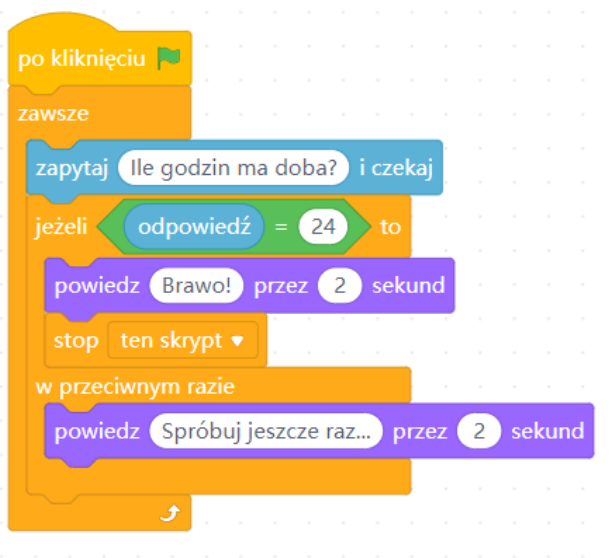 po kliknięciu
zawsze
zapytaj Ile godzin ma doba? i czekaj
jeżeli odpowiedź = 24 to
powiedz Brawo! przez 2 sekund
stop ten skrypt
w przeciwnym razie
powiedz Spróbuj jeszcze raz... przez 2 sekund